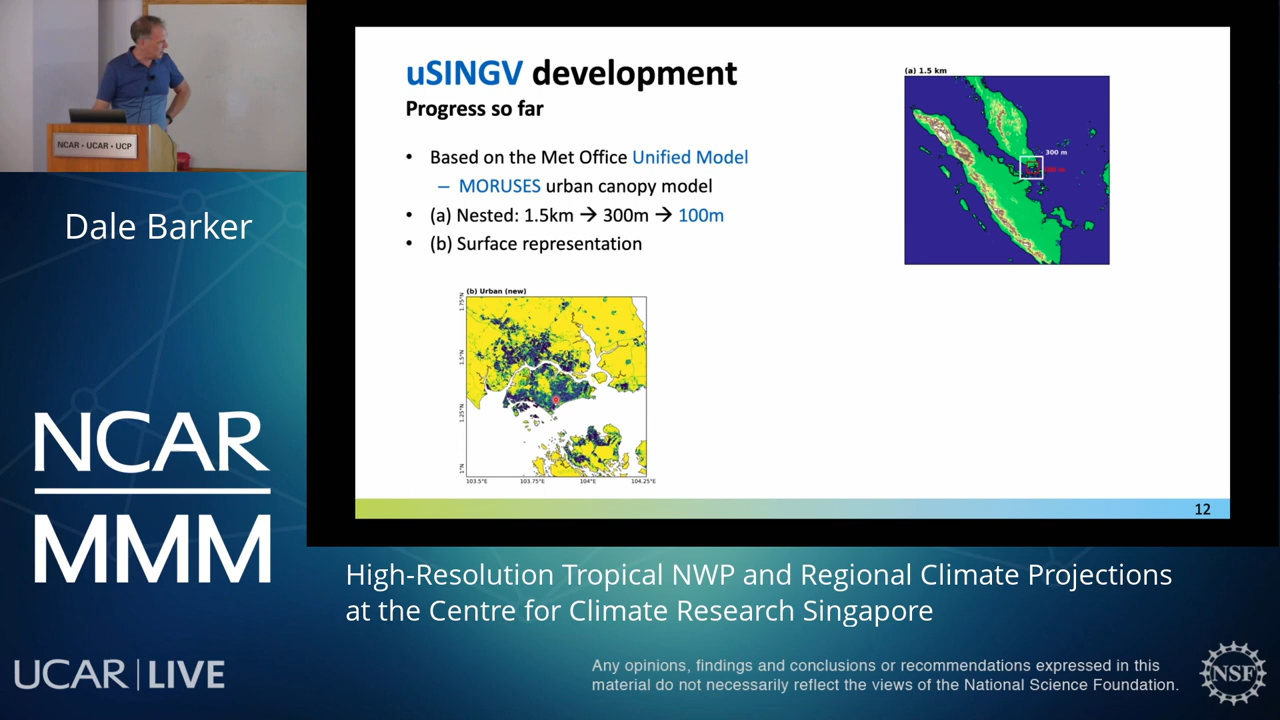 NCAR • UCAR • UCP
Dale Barker
NCAR
MMM
UCAR | LIVE
uSINGV development
Progress so far
• Based on the Met Office Unified Model
– MORUSES urban canopy model
• (a) Nested: 1.5km → 300m → 100m
• (b) Surface representation
(a) 1.5 km
300 m
(b) Urban (new)
1.75°N
1.5°N
1.25°N
1°N
103.5°E 103.75°E 104°E 104.25°E
12
High-Resolution Tropical NWP and Regional Climate Projections
at the Centre for Climate Research Singapore
Any opinions, findings and conclusions or recommendations expressed in this
material do not necessarily reflect the views of the National Science Foundation.
NSF